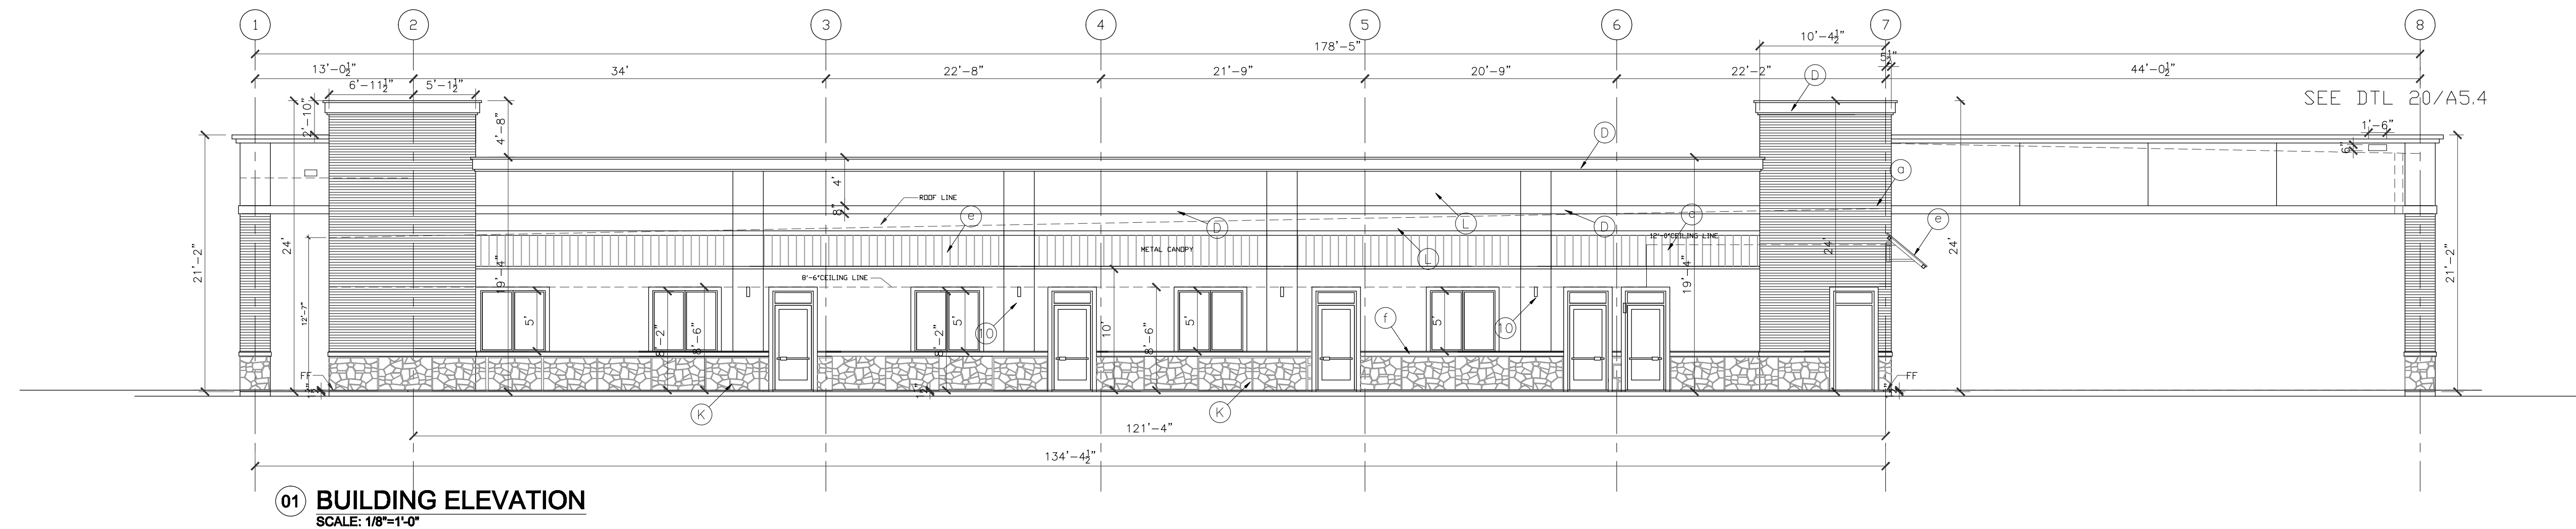 1 2 3 4 5 6 7 8
178'-5"
10'-4½"
5½"
13'-0½" 34' 22'-8" 21'-9" 20'-9" 22'-2" 44'-0½"
6'-11½" 5'-1½"
D
SEE DTL 20/A5.4
2'-10"
4'-8"
1'-6"
6"
D
a
4'
8"
ROOF LINE
e
D
L
D
a
e
12'-0"CEILING LINE
METAL CANOPY
L
21'-2"
24'
19'-4"
19'-4"
24'
24'
21'-2"
8'-6"CEILING LINE
12'-7"
5'
8'-2"
8'-6"
8'-2"
5'
10
10'
8'-6"
5'
f
5'
10
FF
12"
12"
FF
K
K
121'-4"
134'-4½"
01 BUILDING ELEVATION
SCALE: 1/8"=1'-0"